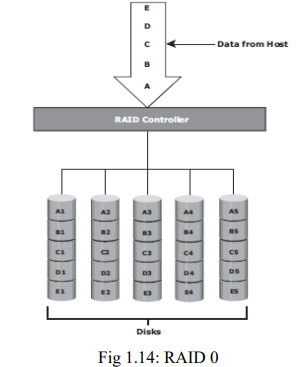 E
D
C
Data from Host
B
A
RAID Controller
A1 A2 A3 A4 A5
B1 B2 B3 B4 B5
C1 C2 C3 C4 C5
D1 D2 D3 D4 D5
E1 E2 E3 E4 E5
Disks
Fig 1.14: RAID 0